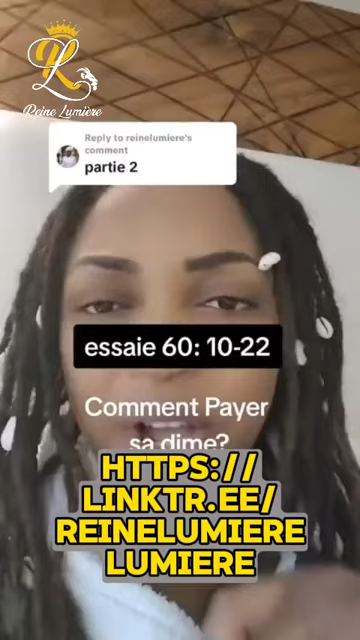 Reine Lumière
Reply to reinelumiere's
comment
partie 2
essaie 60: 10-22
Comment Payer
sa dime?
HTTPS://
LINKTR.EE/
REINELUMIERE
LUMIERE